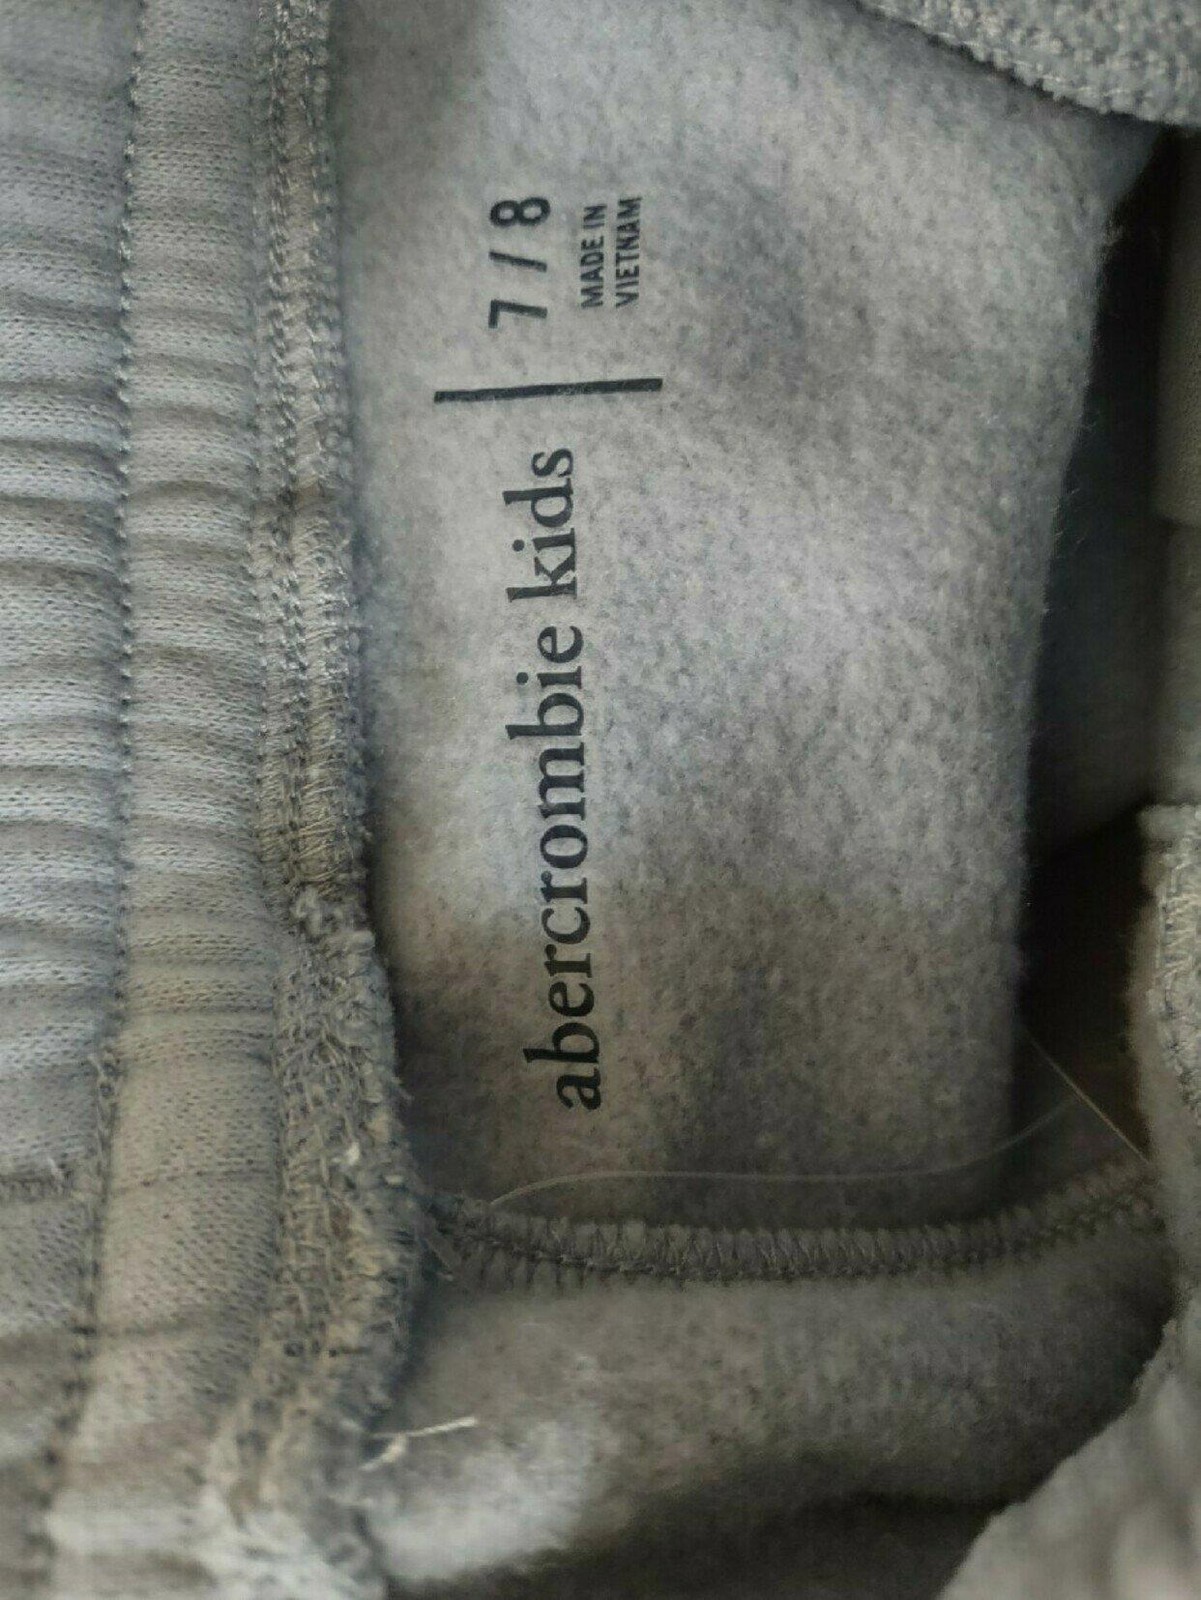 abercrombie kids
7/8
MADE IN
VIETNAM